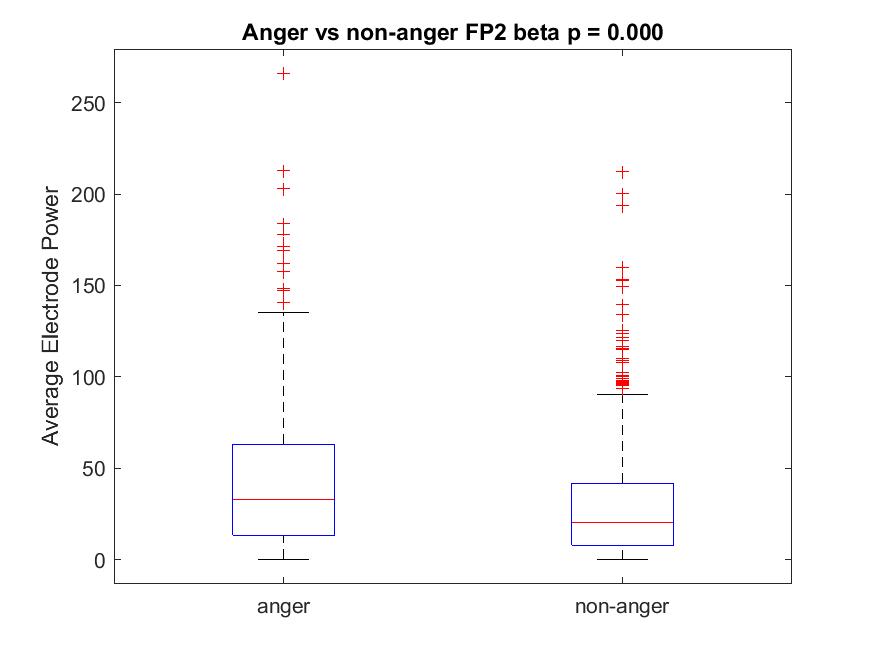 Anger vs non-anger FP2 beta p = 0.000
Average Electrode Power
250
200
150
100
50
0
anger
non-anger